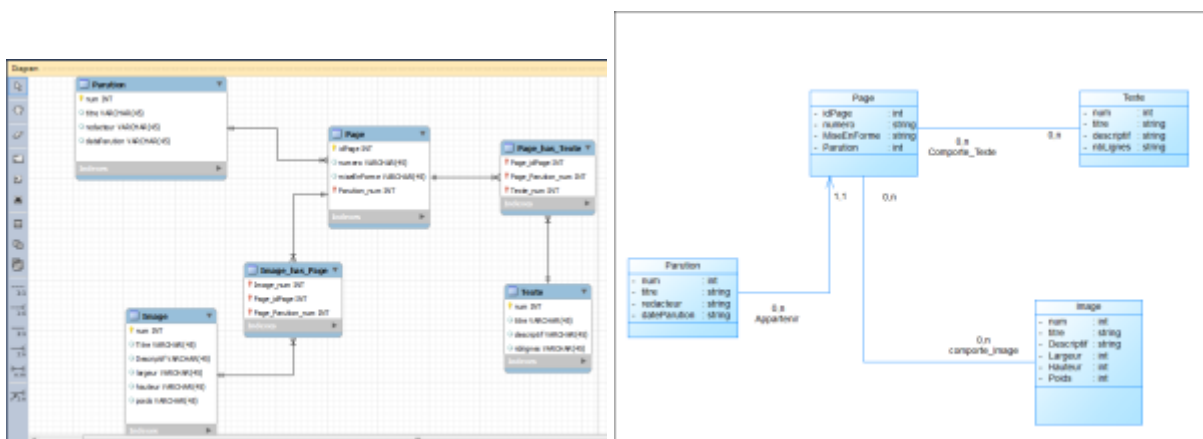 Diagram
Parution
num INT
titre VARCHAR(45)
redacteur VARCHAR(45)
dateParution VARCHAR(45)
Indexes
Page
idPage INT
numero VARCHAR(45)
miseEnForme VARCHAR(45)
Parution_num INT
Indexes
Page_has_Texte
Page_idPage INT
Page_Parution_num INT
Texte_num INT
Indexes
Image_has_Page
Image_num INT
Page_idPage INT
Page_Parution_num INT
Indexes
Texte
num INT
titre VARCHAR(45)
descriptif VARCHAR(45)
nbLignes VARCHAR(45)
Indexes
Image
num INT
Titre VARCHAR(45)
Descriptif VARCHAR(45)
largeur VARCHAR(45)
hauteur VARCHAR(45)
poids VARCHAR(45)
Indexes
Page
- idPage : int
- numero : string
- MiseEnForme : string
- Parution : int
Texte
- num : int
- titre : string
- descriptif : string
- nbLignes : string
0,n
0,n
Comporte_Texte
1,1
0,n
Parution
- num : int
- titre : string
- redacteur : string
- dateParution : string
0,n
Appartenir
0,n
comporte_image
Image
- num : int
- titre : string
- Descriptif : string
- Largeur : int
- Hauteur : int
- Poids : int